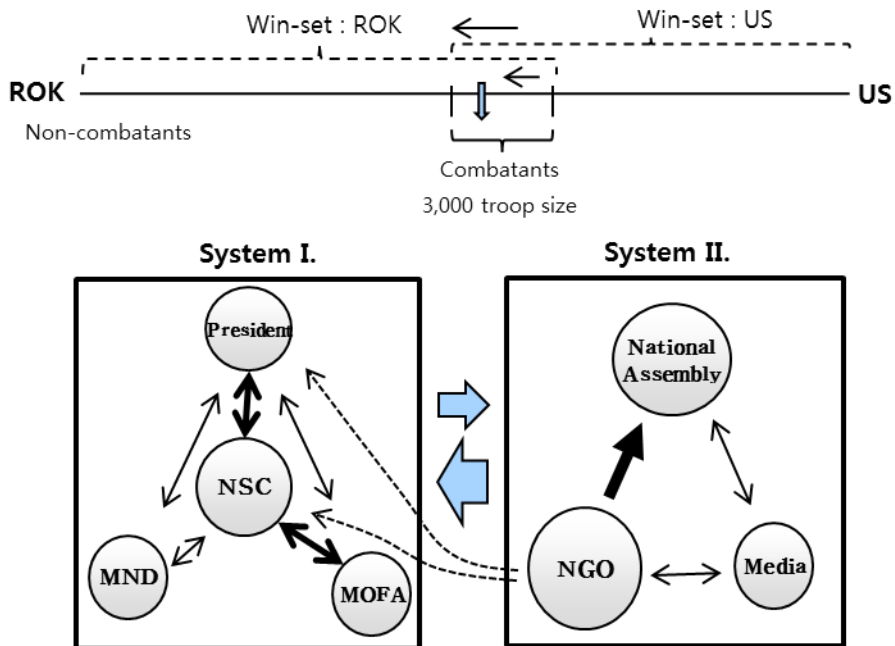 Win-set : ROK
Win-set : US
ROK
US
Non-combatants
Combatants
3,000 troop size
System I.
System II.
President
National
Assembly
NSC
MND
MOFA
NGO
Media